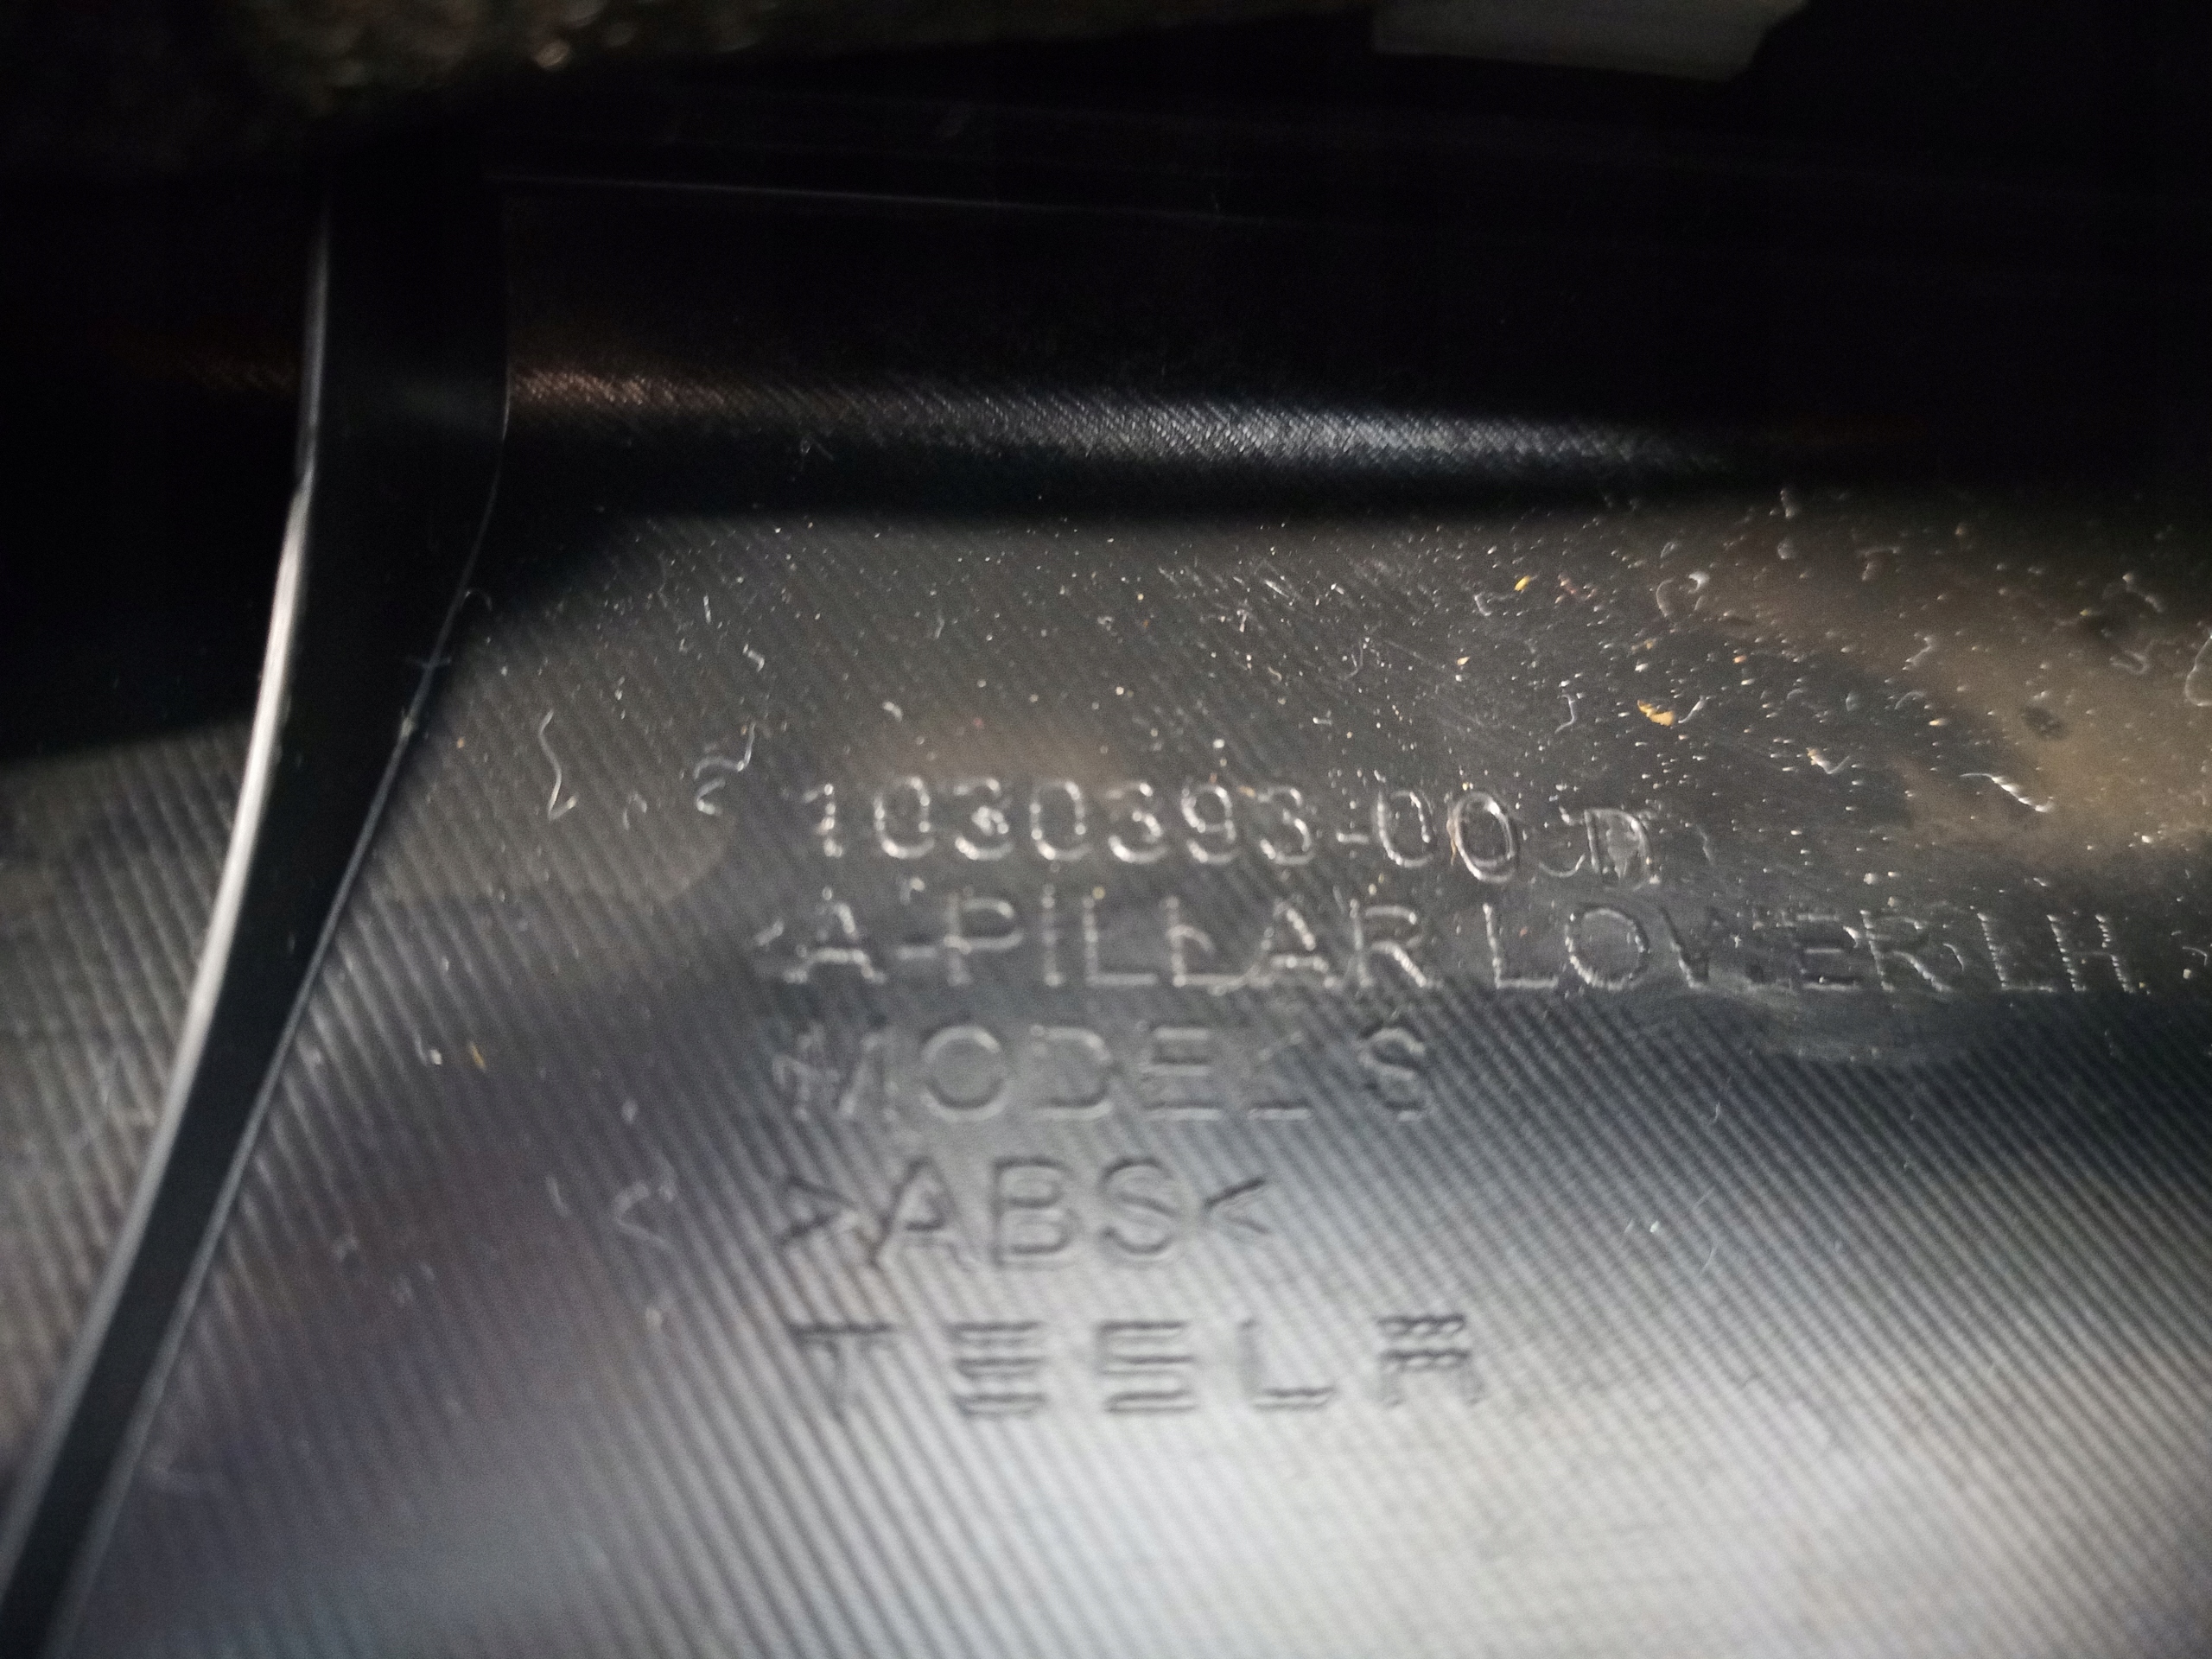 1030393-00 D
A-PILLAR LOWER LH
MODEL S
>ABS<
TESLA